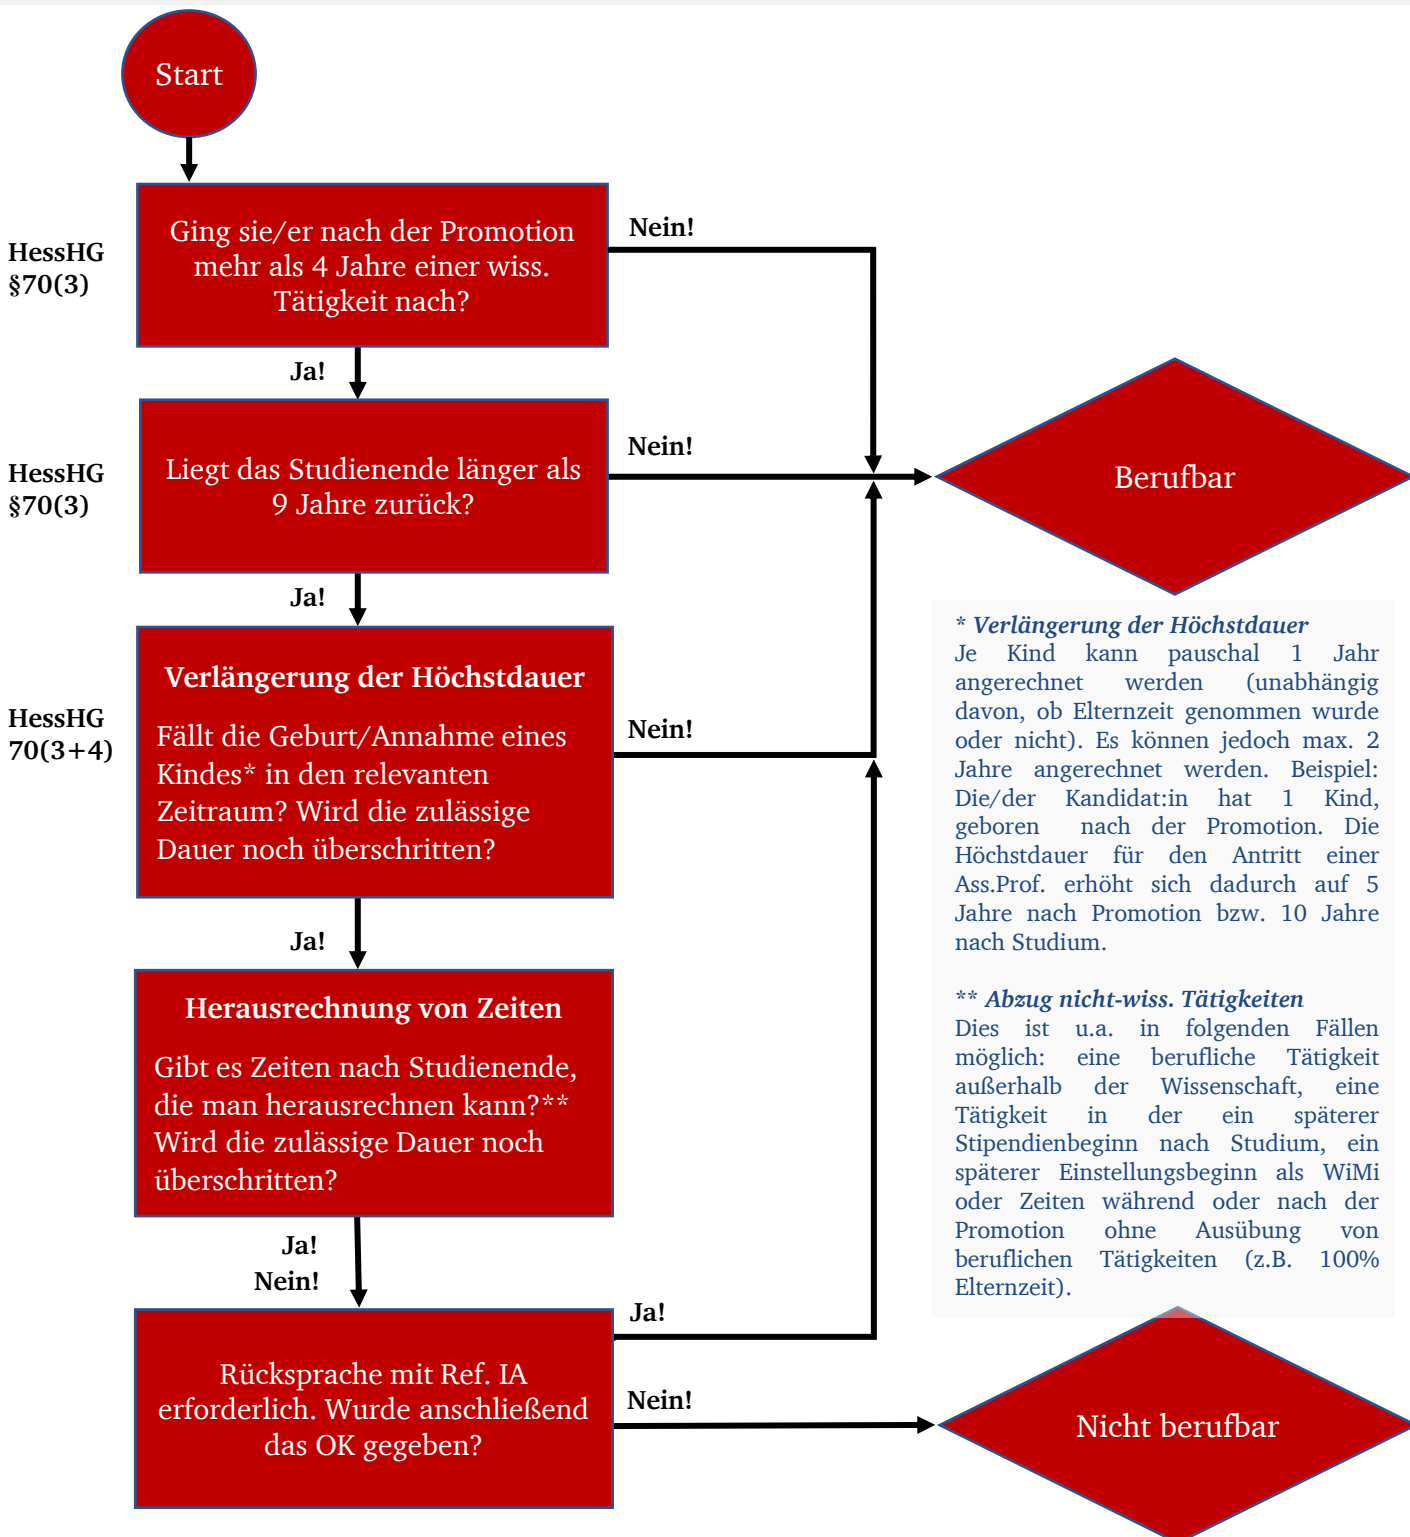 Start
HessHG
§70(3)
Ging sie/er nach der Promotion
mehr als 4 Jahre einer wiss.
Tätigkeit nach?
Nein!
Ja!
HessHG
§70(3)
Liegt das Studienende länger als
9 Jahre zurück?
Nein!
Berufbar
Ja!
HessHG
70(3+4)
Verlängerung der Höchstdauer
Fällt die Geburt/Annahme eines
Kindes* in den relevanten
Zeitraum? Wird die zulässige
Dauer noch überschritten?
Nein!
Ja!
Herausrechnung von Zeiten
Gibt es Zeiten nach Studienende,
die man herausrechnen kann?**
Wird die zulässige Dauer noch
überschritten?
Ja!
Nein!
Rücksprache mit Ref. IA
erforderlich. Wurde anschließend
das OK gegeben?
Ja!
Nein!
* Verlängerung der Höchstdauer
Je Kind kann pauschal 1 Jahr
angerechnet werden (unabhängig
davon, ob Elternzeit genommen wurde
oder nicht). Es können jedoch max. 2
Jahre angerechnet werden. Beispiel:
Die/der Kandidat:in hat 1 Kind,
geboren nach der Promotion. Die
Höchstdauer für den Antritt einer
Ass.Prof. erhöht sich dadurch auf 5
Jahre nach Promotion bzw. 10 Jahre
nach Studium.
** Abzug nicht-wiss. Tätigkeiten
Dies ist u.a. in folgenden Fällen
möglich: eine berufliche Tätigkeit
außerhalb der Wissenschaft, eine
Tätigkeit in der ein späterer
Stipendienbeginn nach Studium, ein
späterer Einstellungsbeginn als WiMi
oder Zeiten während oder nach der
Promotion ohne Ausübung von
beruflichen Tätigkeiten (z.B. 100%
Elternzeit).
Nicht berufbar